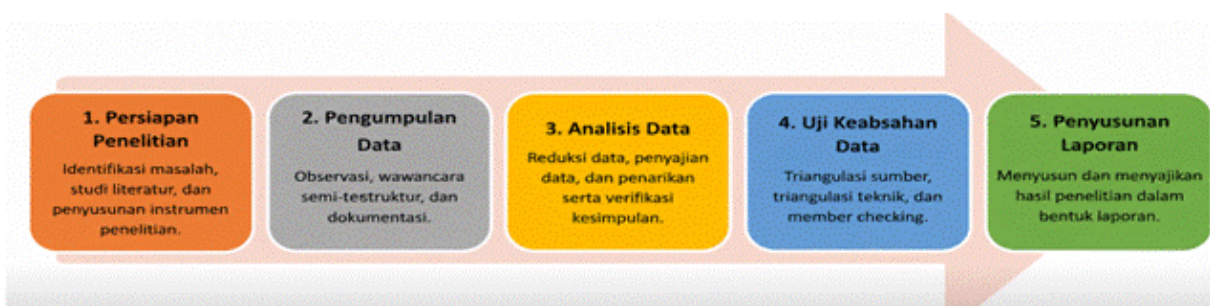 1. Persiapan
Penelitian
Identifikasi masalah,
studi literatur, dan
penyusunan instrumen
penelitian.
2. Pengumpulan
Data
Observasi, wawancara
semi-testruktur, dan
dokumentasi.
3. Analisis Data
Reduksi data, penyajian
data, dan penarikan
serta verifikasi
kesimpulan.
4. Uji Keabsahan
Data
Triangulasi sumber,
triangulasi teknik, dan
member checking.
5. Penyusunan
Laporan
Menyusun dan menyajikan
hasil penelitian dalam
bentuk laporan.